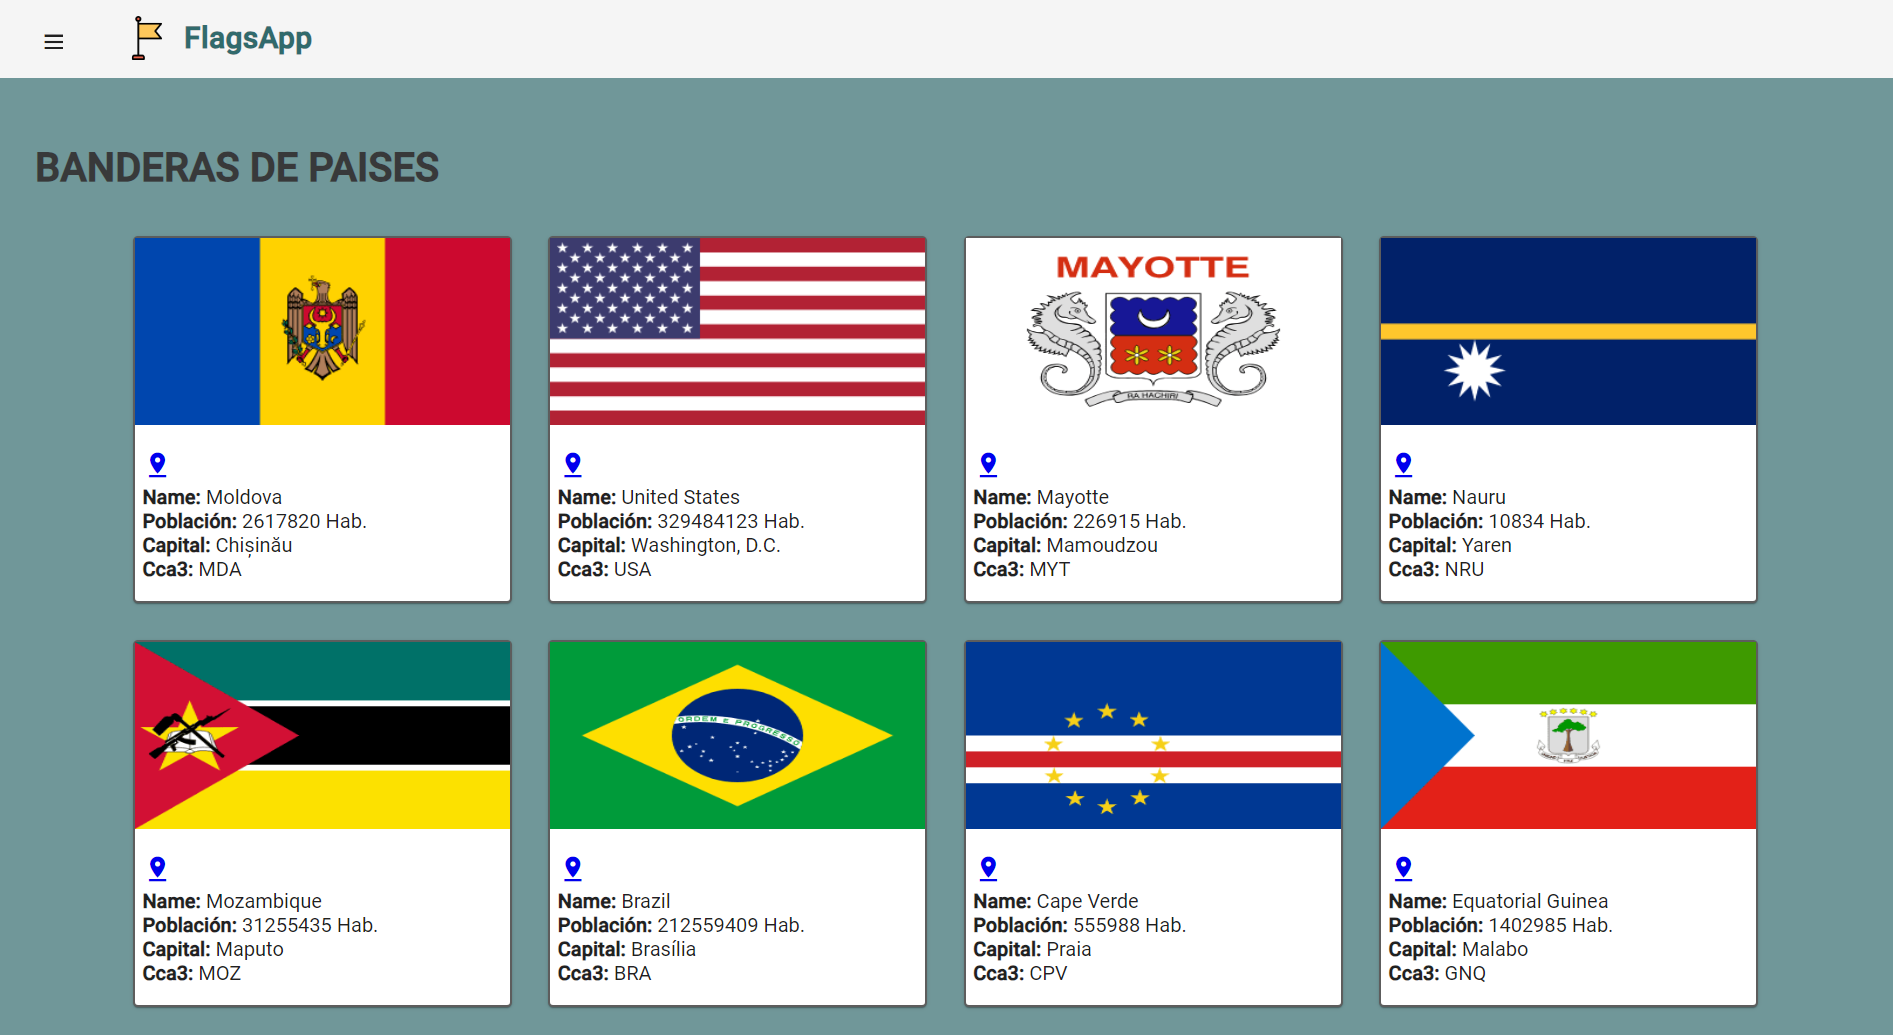 FlagsApp
BANDERAS DE PAISES
MAYOTTE
RA HACHIRI
Name: Moldova
Población: 2617820 Hab.
Capital: Chișinău
Cca3: MDA
Name: United States
Población: 329484123 Hab.
Capital: Washington, D.C.
Cca3: USA
Name: Mayotte
Población: 226915 Hab.
Capital: Mamoudzou
Cca3: MYT
Name: Nauru
Población: 10834 Hab.
Capital: Yaren
Cca3: NRU
ORDEM E PROGRESSO
Name: Mozambique
Población: 31255435 Hab.
Capital: Maputo
Cca3: MOZ
Name: Brazil
Población: 212559409 Hab.
Capital: Brasília
Cca3: BRA
Name: Cape Verde
Población: 555988 Hab.
Capital: Praia
Cca3: CPV
Name: Equatorial Guinea
Población: 1402985 Hab.
Capital: Malabo
Cca3: GNQ